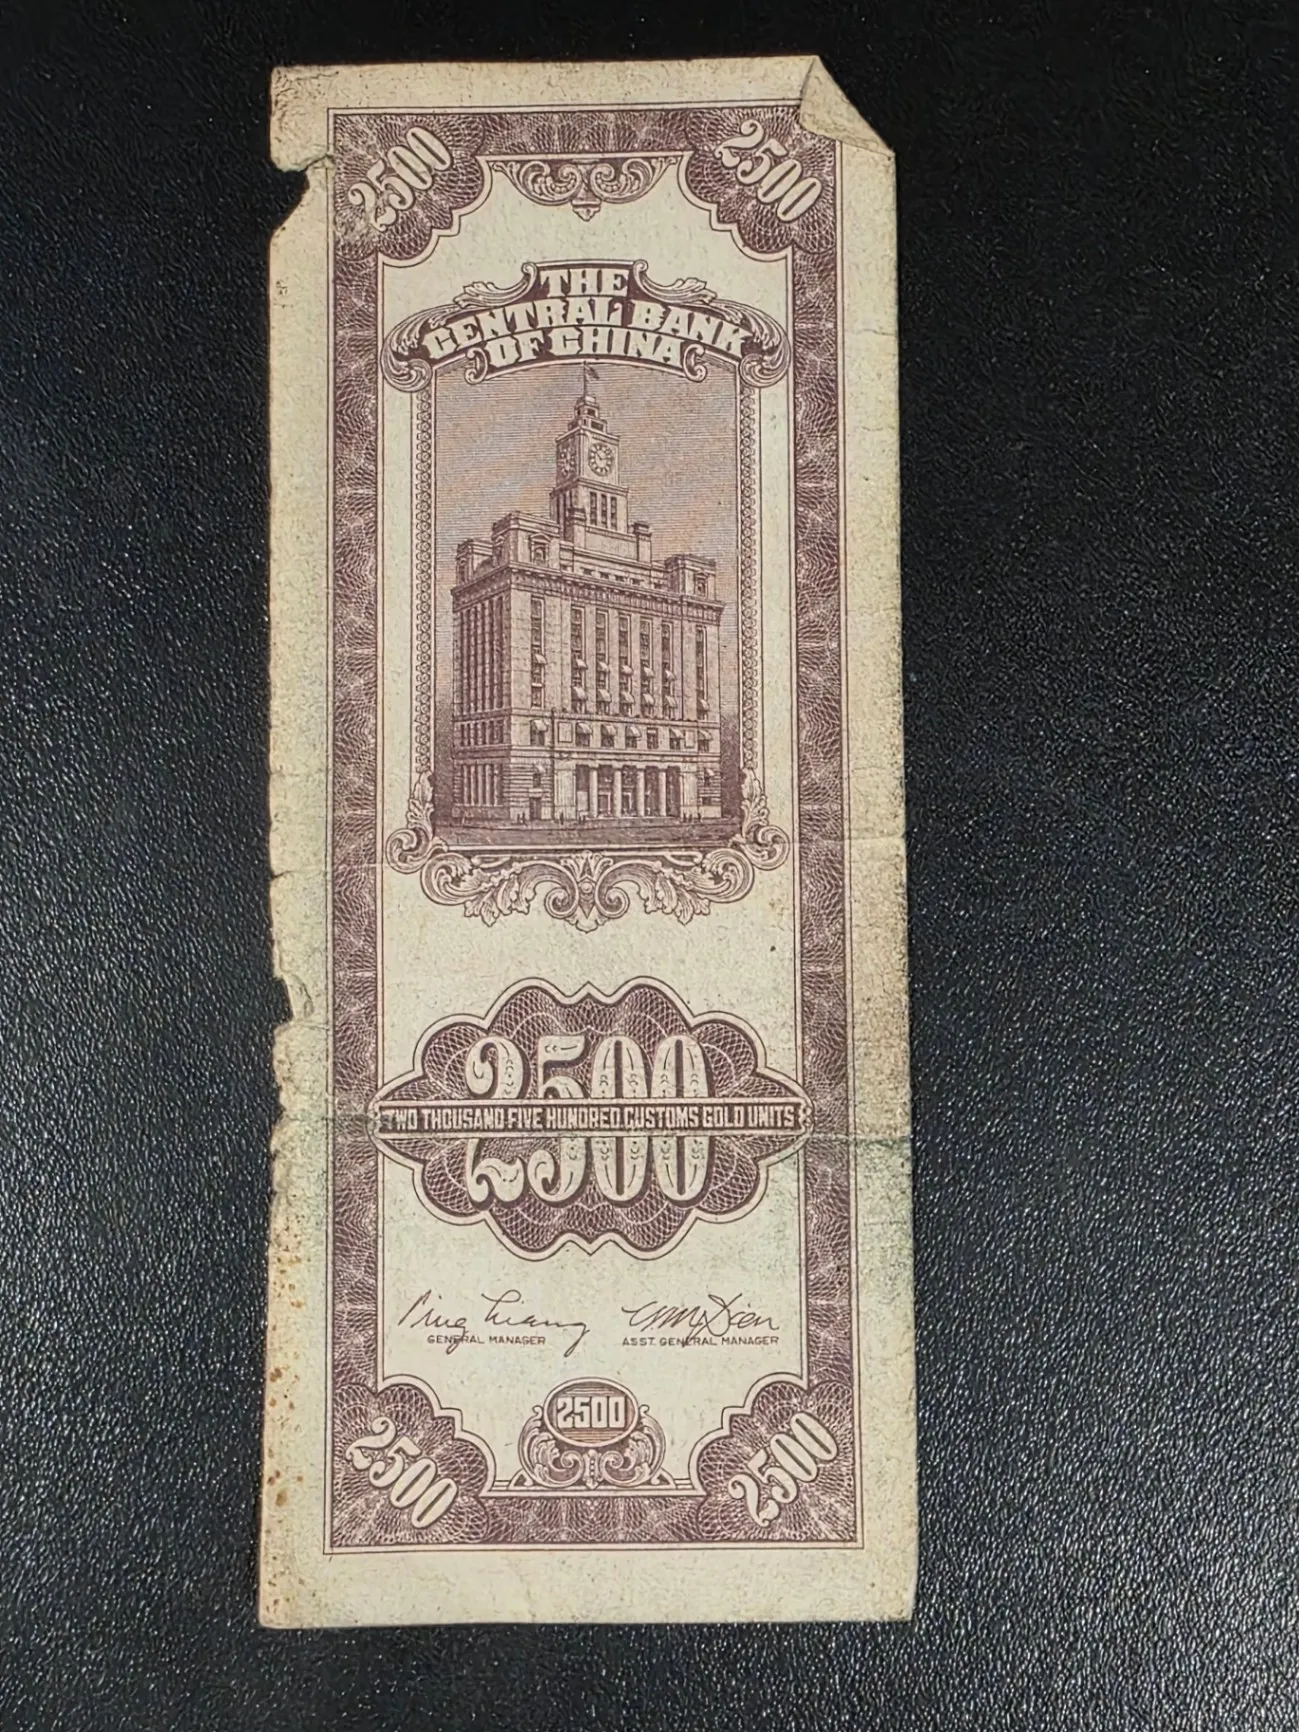 2500 2500
THE
CENTRAL BANK
OF CHINA
2500
TWO THOUSAND FIVE HUNDRED CUSTOMS GOLD UNITS
GENERAL MANAGER ASST. GENERAL MANAGER
2500
2500 2500